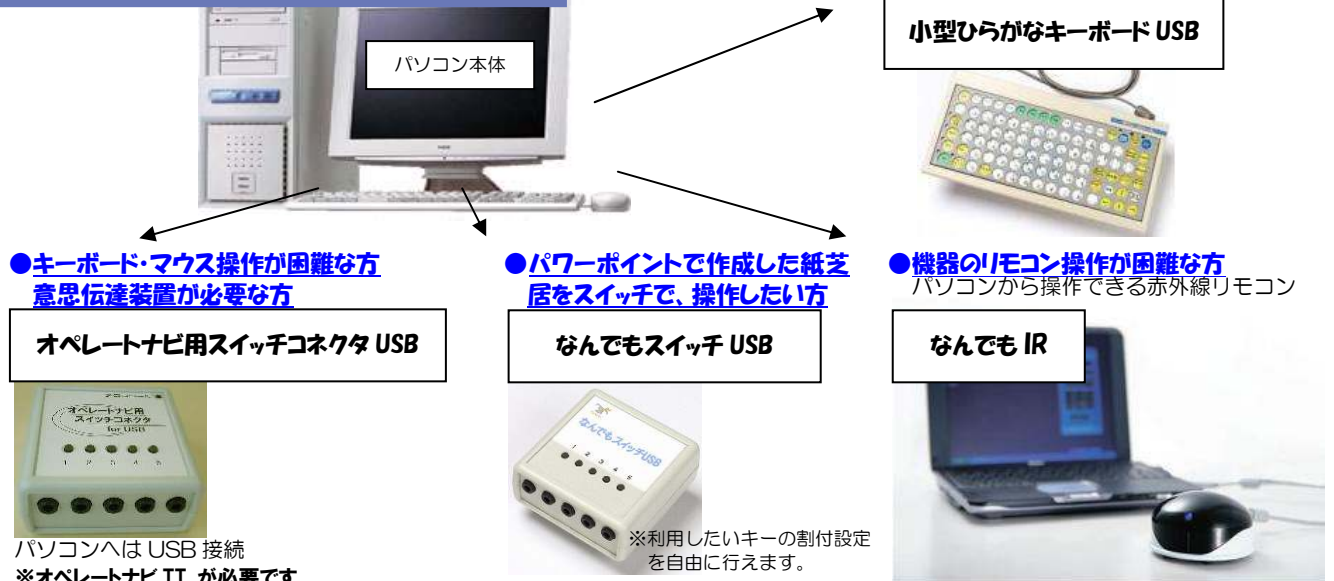 パソコン本体
小型ひらがなキーボード USB
●キーボード・マウス操作が困難な方
意思伝達装置が必要な方
オペレートナビ用スイッチコネクタ USB
オペレートナビ用
スイッチコネクタ
for USB
1 2 3 4 5
パソコンへは USB 接続
※オペレートナビ TT が必要です
●パワーポイントで作成した紙芝
居をスイッチで、操作したい方
なんでもスイッチ USB
なんでもスイッチUSB
1 2 3 4 5
※利用したいキーの割付設定
を自由に行えます。
●機器のリモコン操作が困難な方
パソコンから操作できる赤外線リモコン
なんでも IR